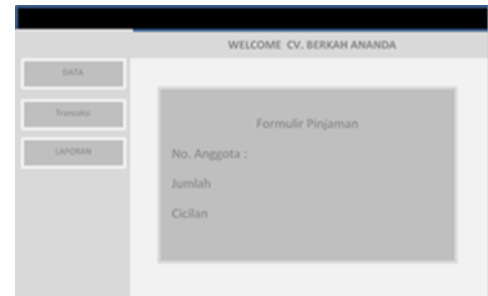 WELCOME CV. BERKAH ANANDA
DATA
Transaksi
LAPORAN
Formulir Pinjaman
No. Anggota :
Jumlah
Cicilan